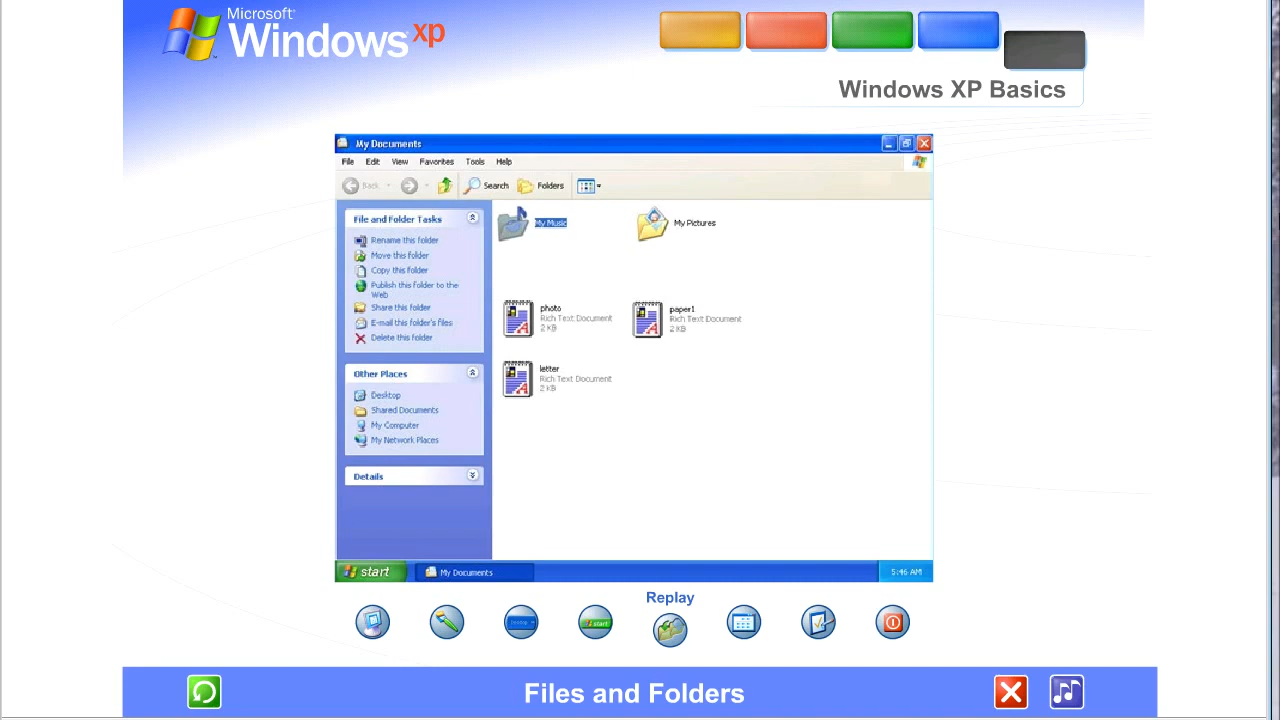 Microsoft®
Windows xp
Windows XP Basics
My Documents
File Edit View Favorites Tools Help
Back Search Folders
File and Folder Tasks
Rename this folder
Move this folder
Copy this folder
Publish this folder to the
Web
Share this folder
E-mail this folder's files
Delete this folder
Other Places
Desktop
Shared Documents
My Computer
My Network Places
Details
My Music
My Pictures
photo
Rich Text Document
2 KB
paper1
Rich Text Document
2 KB
letter
Rich Text Document
2 KB
start
My Documents
5:46 AM
Replay
Desktop
start
Files and Folders